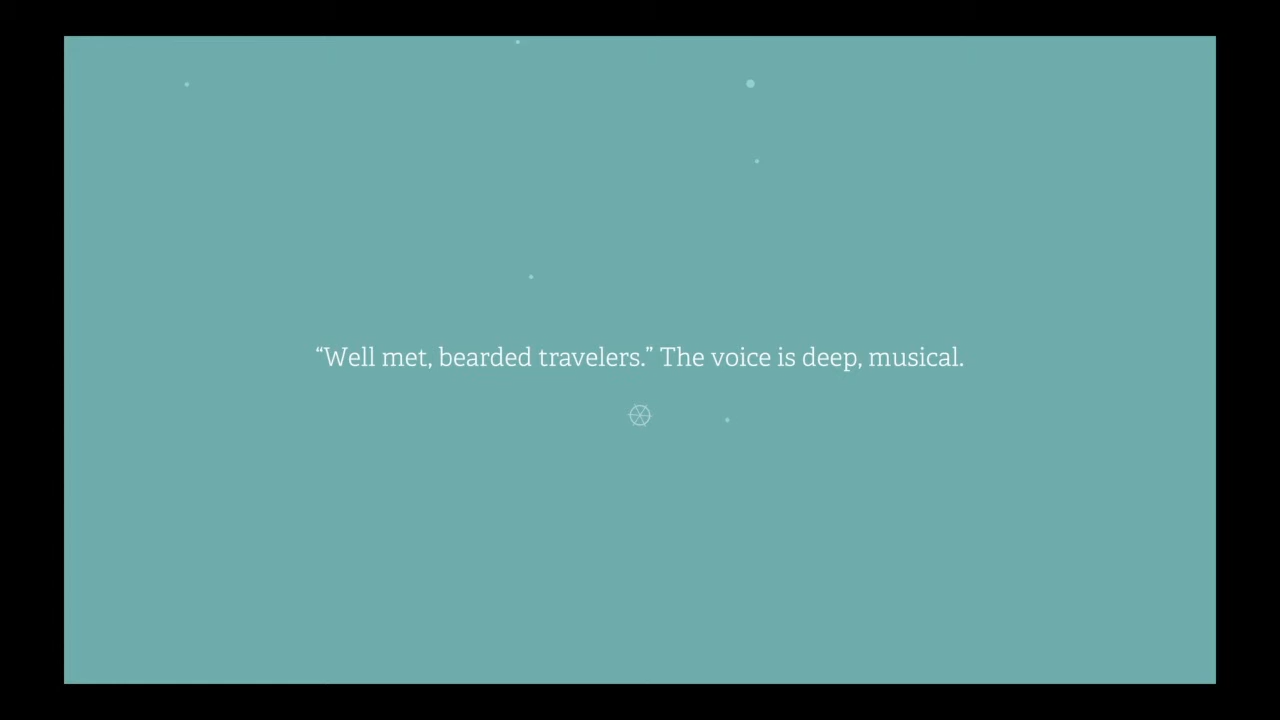 “Well met, bearded travelers.” The voice is deep, musical.